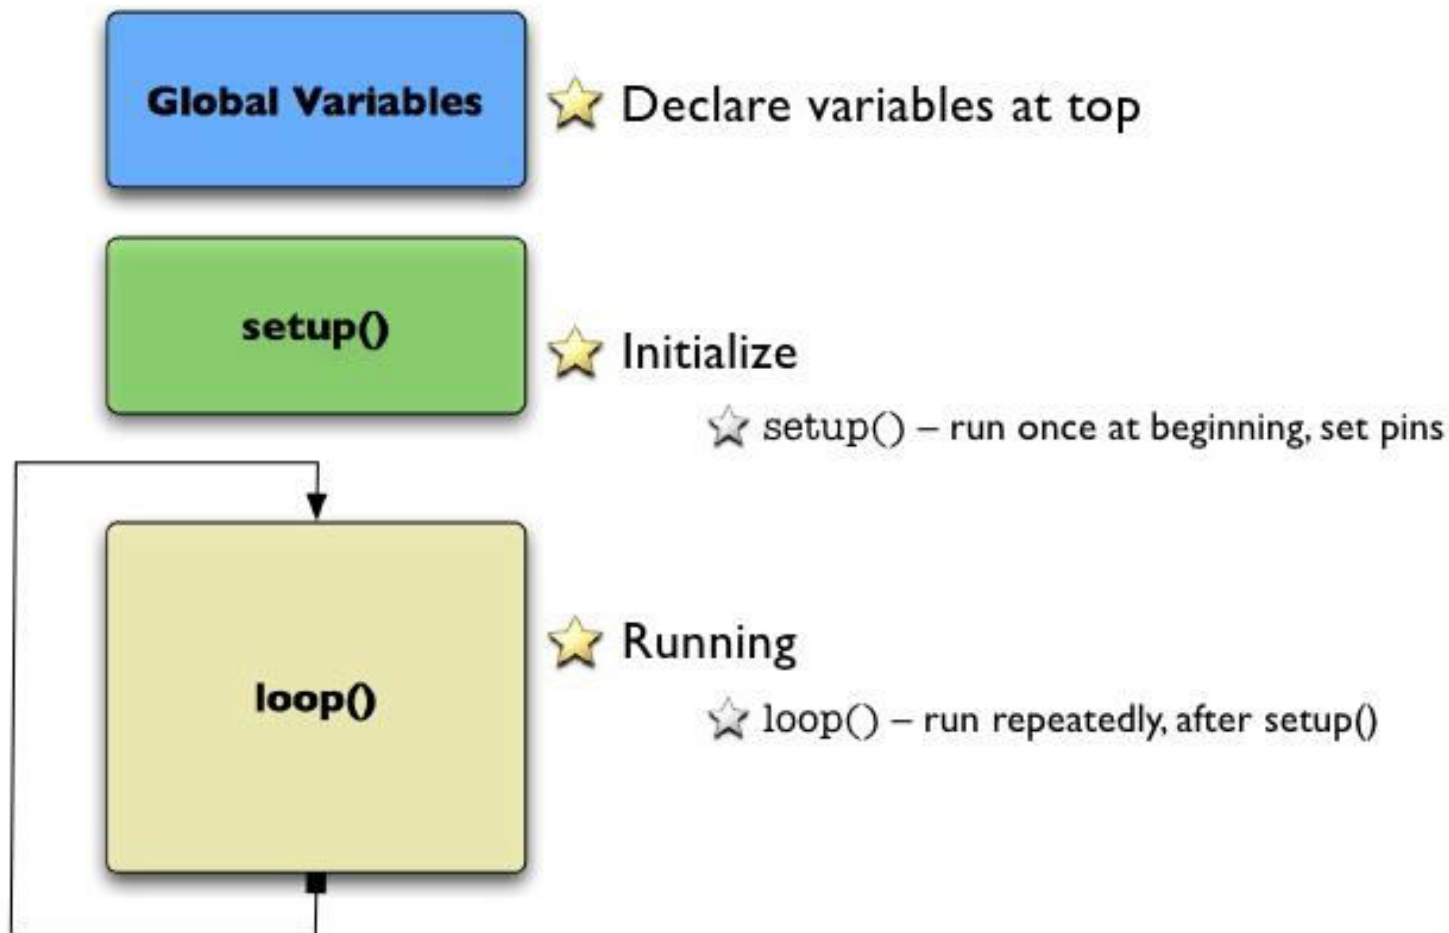 Global Variables
Declare variables at top
setup()
Initialize
setup() – run once at beginning, set pins
loop()
Running
loop() – run repeatedly, after setup()